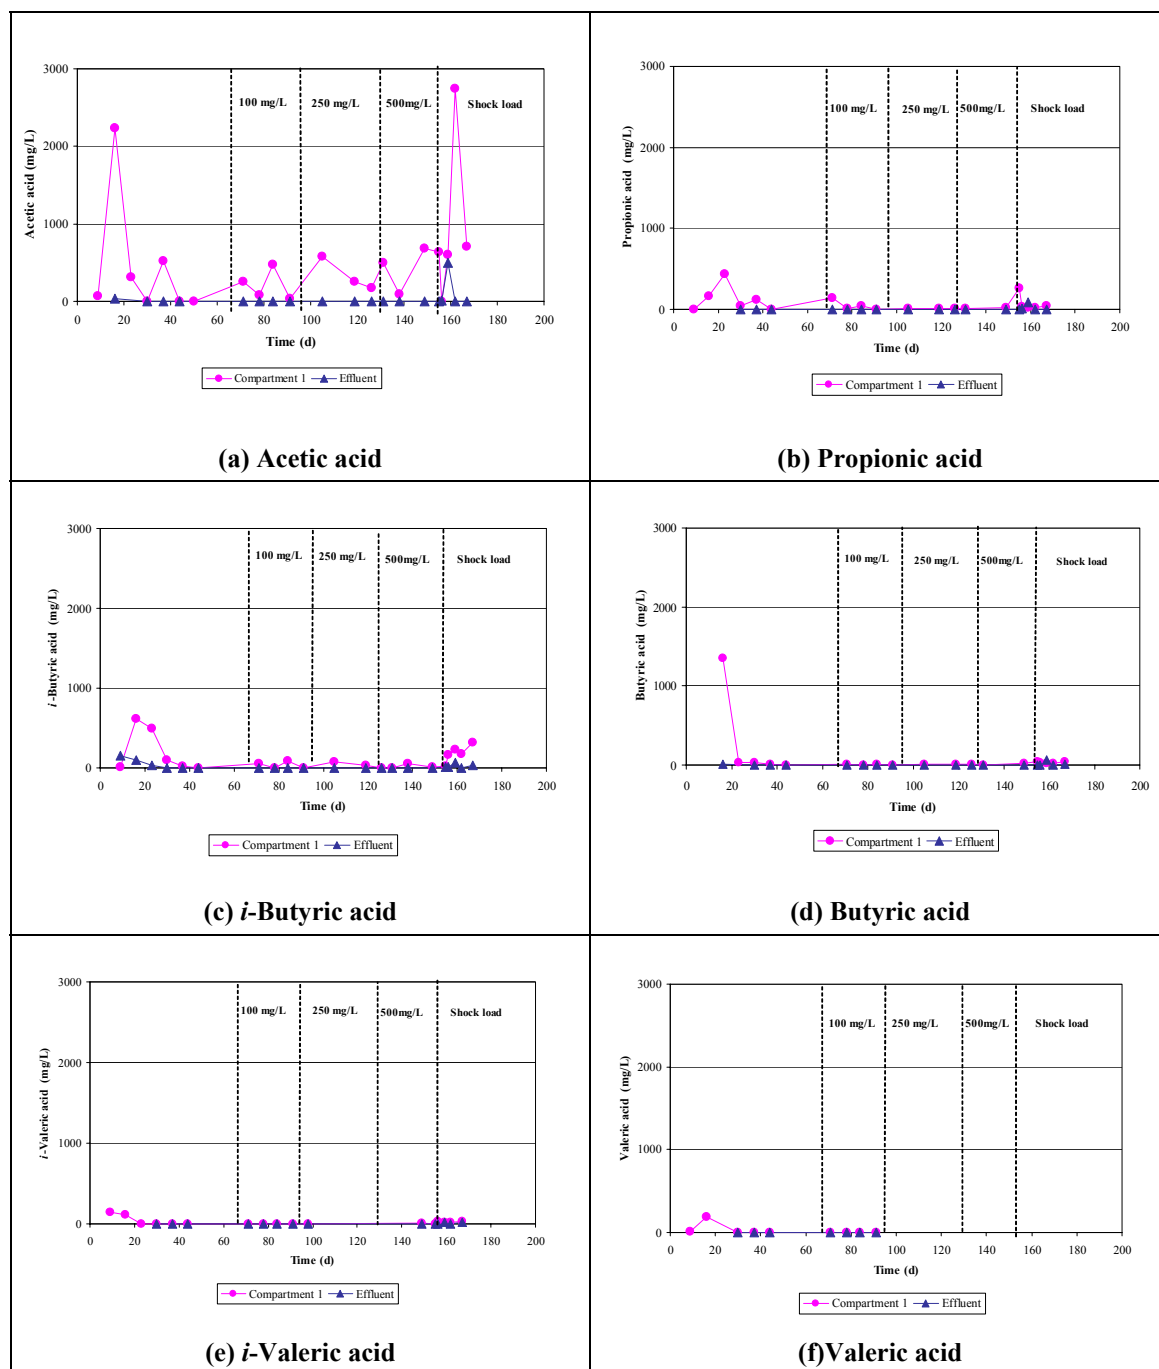 3000
2000
1000
0
0 20 40 60 80 100 120 140 160 180 200
Acetic acid (mg/L)
100 mg/L 250 mg/L 500mg/L Shock load
Time (d)
Compartment 1 Effluent
(a) Acetic acid
3000
2000
1000
0
0 20 40 60 80 100 120 140 160 180 200
Propionic acid (mg/L)
100 mg/L 250 mg/L 500mg/L Shock load
Time (d)
Compartment 1 Effluent
(b) Propionic acid
3000
2000
1000
0
0 20 40 60 80 100 120 140 160 180 200
i-Butyric acid (mg/L)
100 mg/L 250 mg/L 500mg/L Shock load
Time (d)
Compartment 1 Effluent
(c) i-Butyric acid
3000
2000
1000
0
0 20 40 60 80 100 120 140 160 180 200
Butyric acid (mg/L)
100 mg/L 250 mg/L 500mg/L Shock load
Time (d)
Compartment 1 Effluent
(d) Butyric acid
3000
2000
1000
0
0 20 40 60 80 100 120 140 160 180 200
i-Valeric acid (mg/L)
100 mg/L 250 mg/L 500mg/L Shock load
Time (d)
Compartment 1 Effluent
(e) i-Valeric acid
3000
2000
1000
0
0 20 40 60 80 100 120 140 160 180 200
Valeric acid (mg/L)
100 mg/L 250 mg/L 500mg/L Shock load
Time (d)
Compartment 1 Effluent
(f)Valeric acid